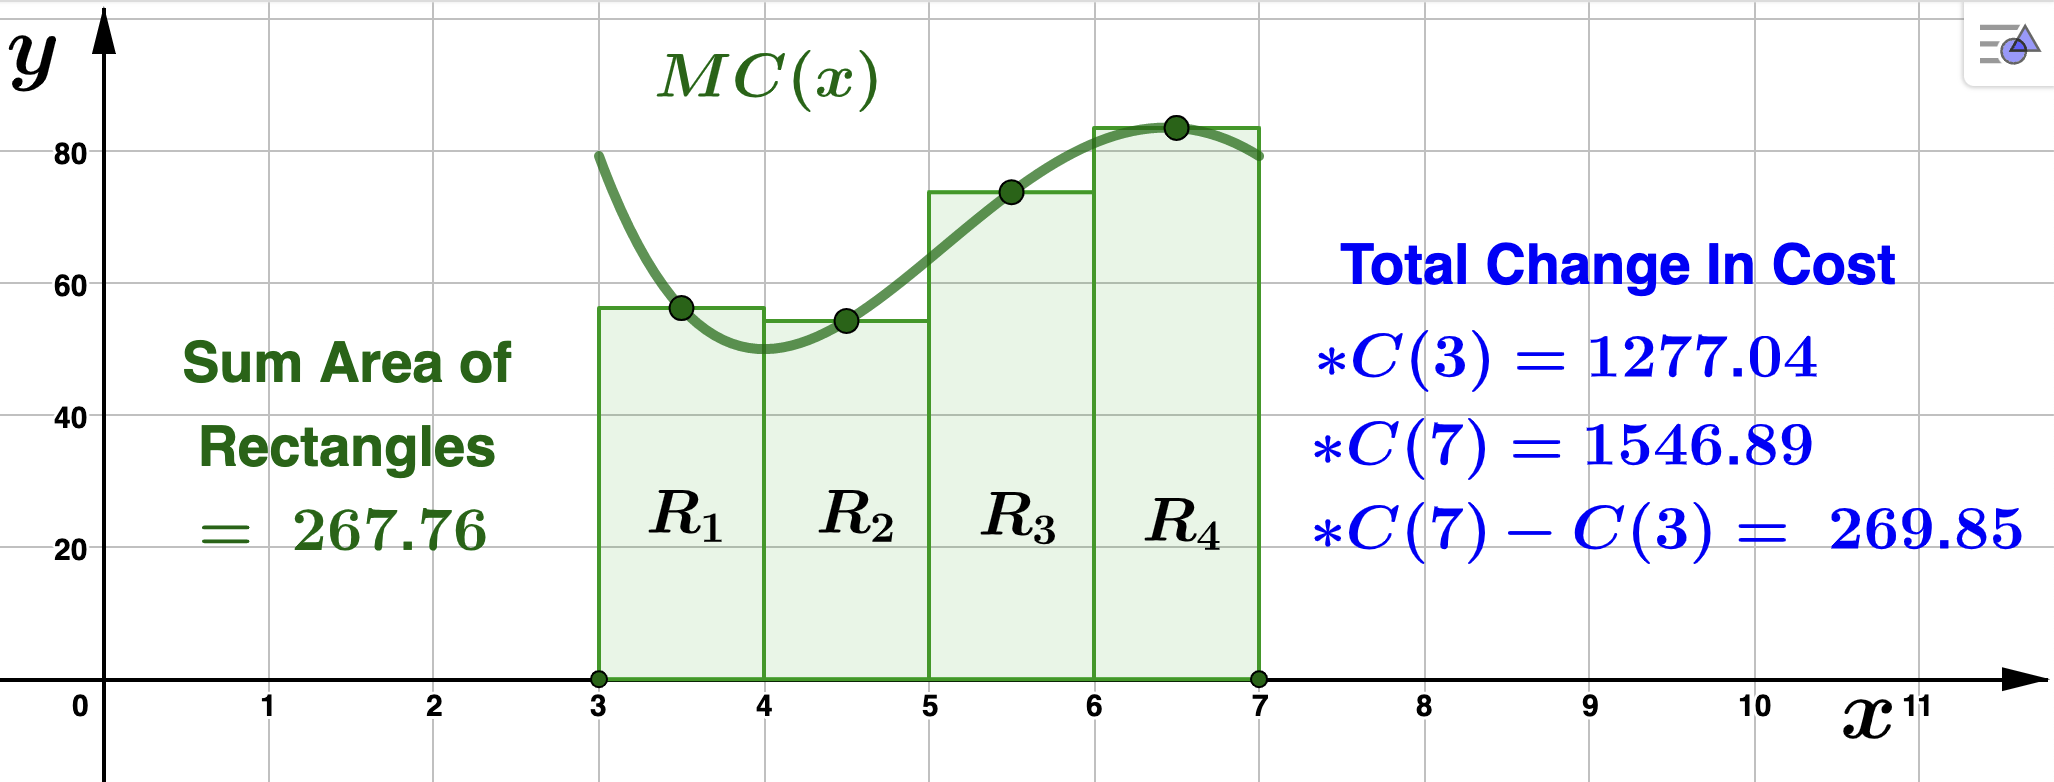 y
MC(x)
80
60
40
20
0
1 2 3 4 5 6 7 8 9 10 11
x
Sum Area of
Rectangles
= 267.76
R₁ R₂ R₃ R₄
Total Change In Cost
*C(3) = 1277.04
*C(7) = 1546.89
*C(7) − C(3) = 269.85